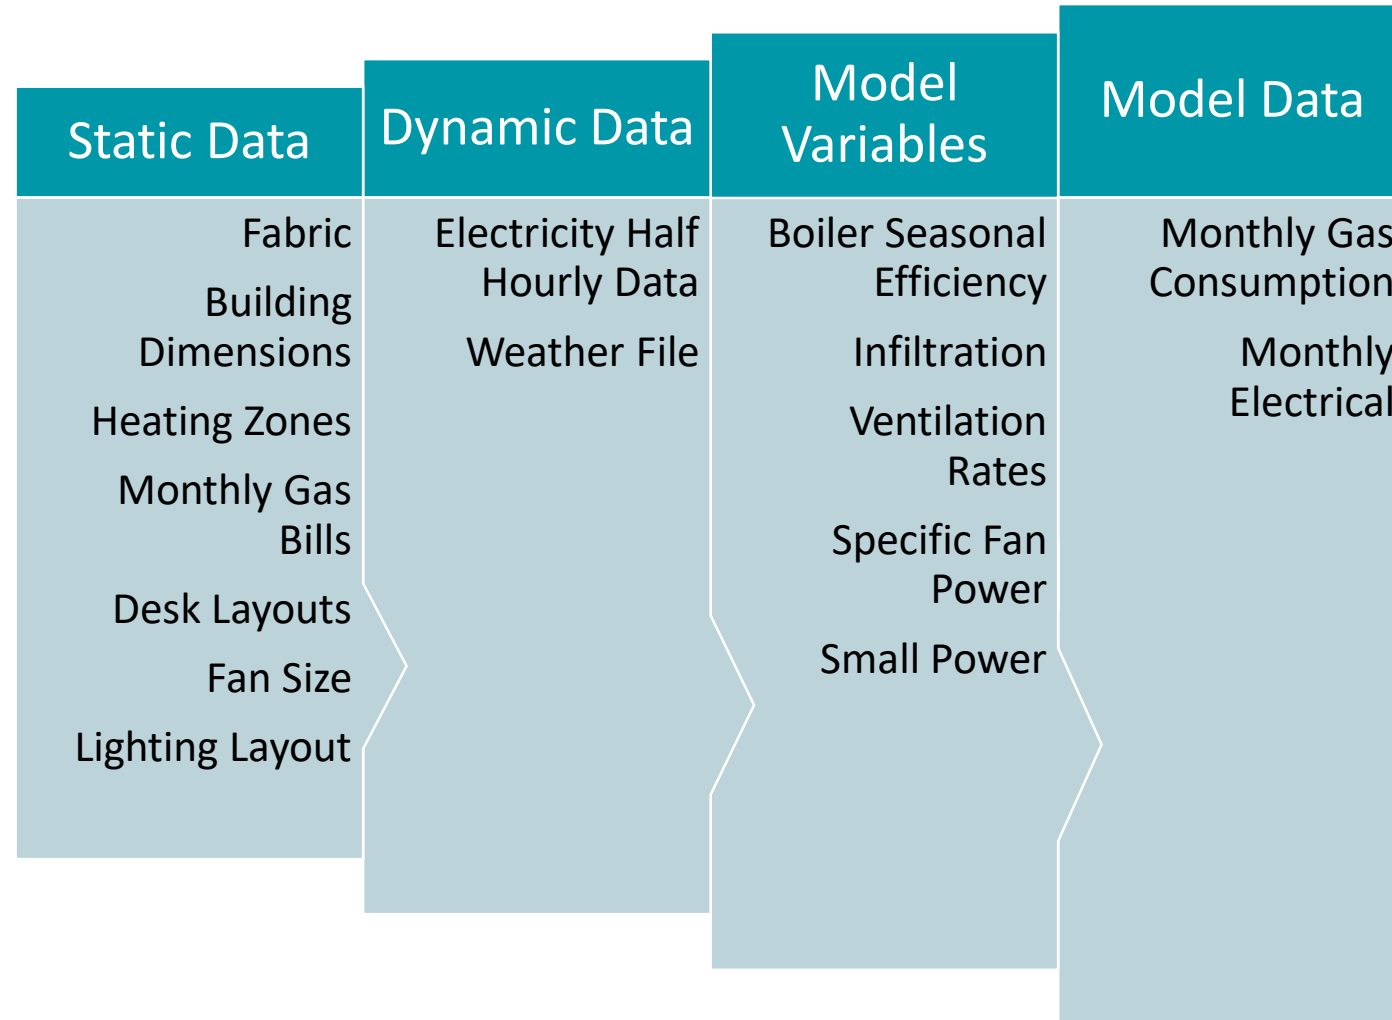 Static Data
Fabric
Building
Dimensions
Heating Zones
Monthly Gas
Bills
Desk Layouts
Fan Size
Lighting Layout
Dynamic Data
Electricity Half
Hourly Data
Weather File
Model
Variables
Boiler Seasonal
Efficiency
Infiltration
Ventilation
Rates
Specific Fan
Power
Small Power
Model Data
Monthly Gas
Consumption
Monthly
Electrical